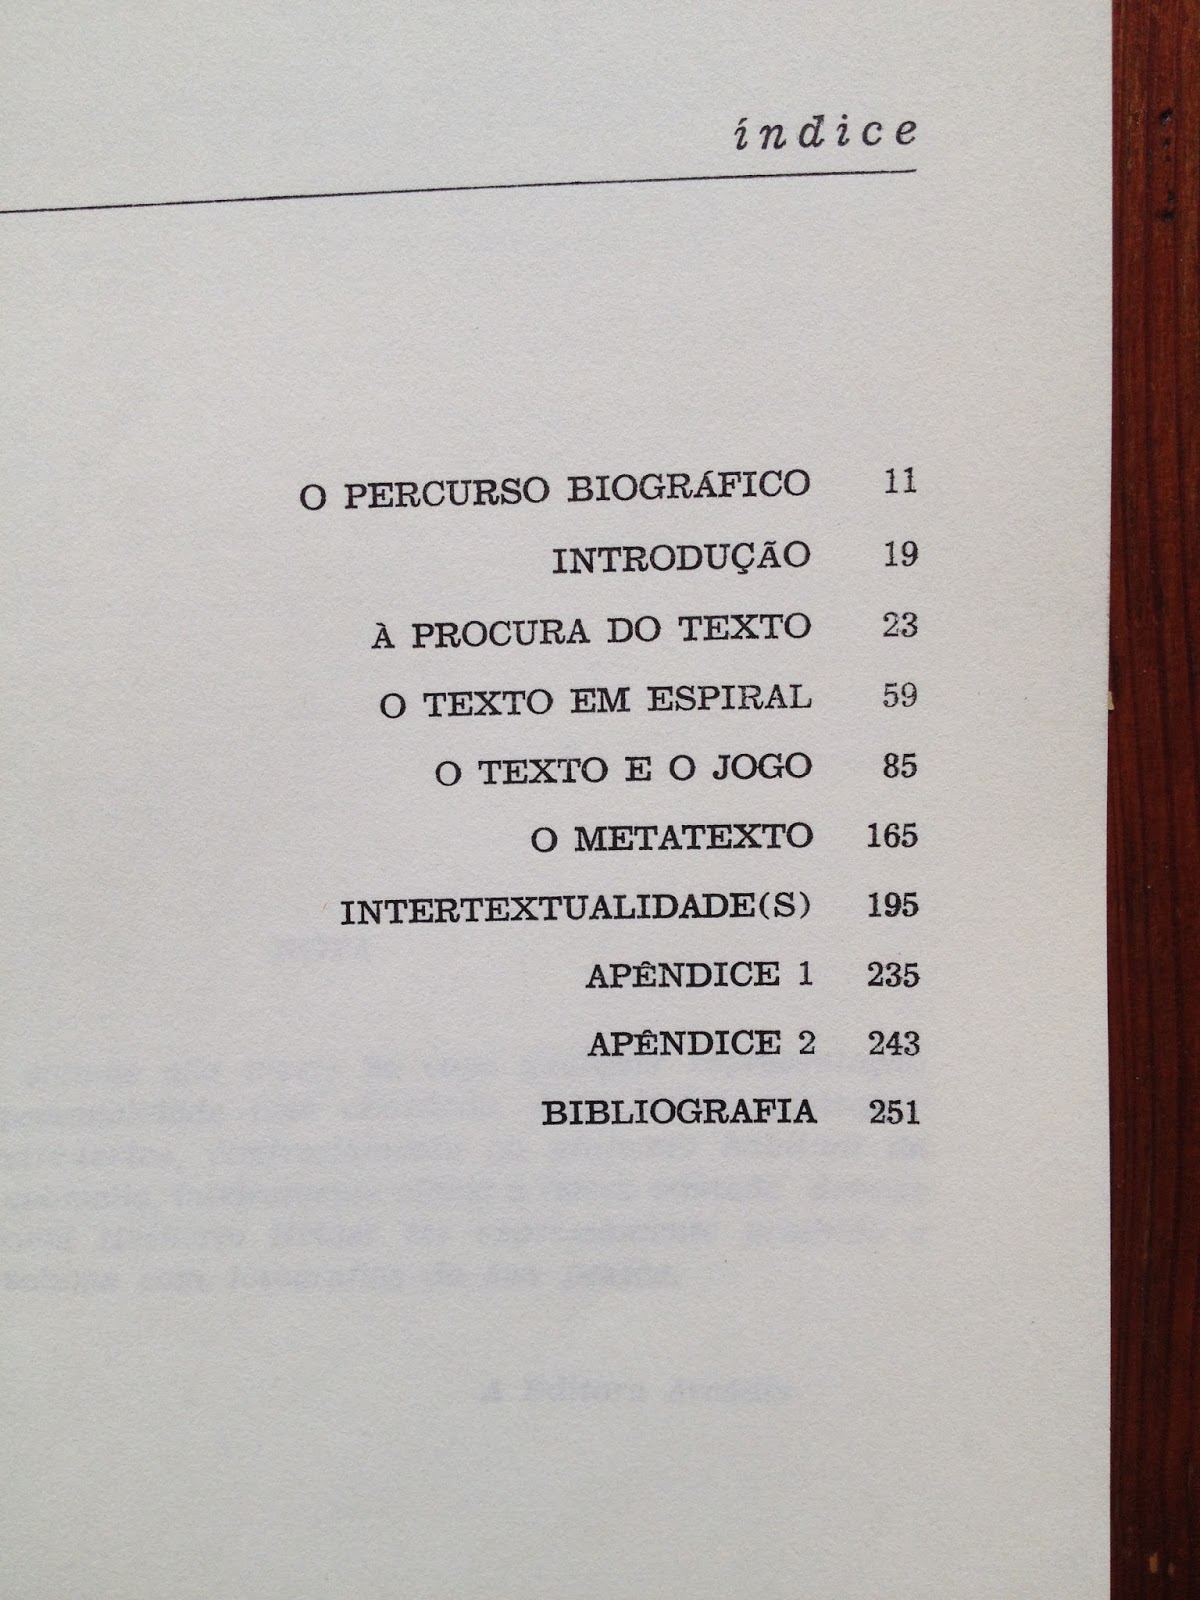 índice
O PERCURSO BIOGRÁFICO 11
INTRODUÇÃO 19
À PROCURA DO TEXTO 23
O TEXTO EM ESPIRAL 59
O TEXTO E O JOGO 85
O METATEXTO 165
INTERTEXTUALIDADE(S) 195
APÊNDICE 1 235
APÊNDICE 2 243
BIBLIOGRAFIA 251